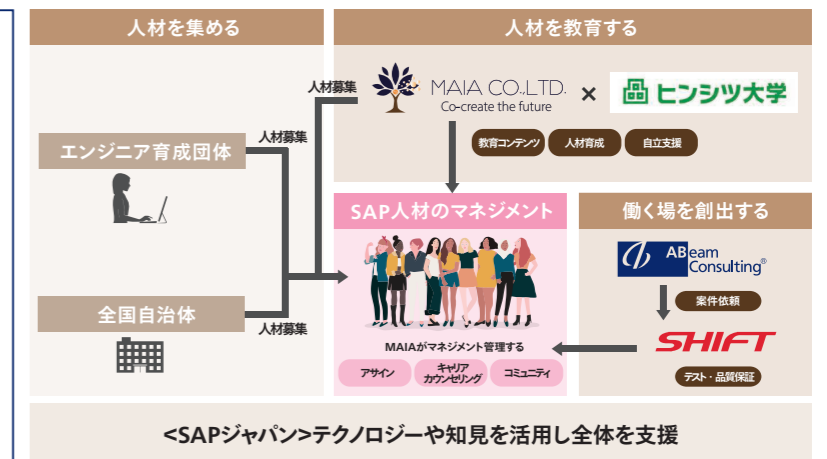 人材を集める
人材を教育する
人材募集
MAIA CO.,LTD.
Co-create the future
×
ヒンシツ大学
教育コンテンツ
人材育成
自立支援
人材募集
エンジニア育成団体
全国自治体
人材募集
SAP人材のマネジメント
MAIAがマネジメント管理する
アサイン
キャリア
カウンセリング
コミュニティ
働く場を創出する
ABeam
Consulting®
案件依頼
SHIFT
テスト・品質保証
<SAPジャパン>テクノロジーや知見を活用し全体を支援